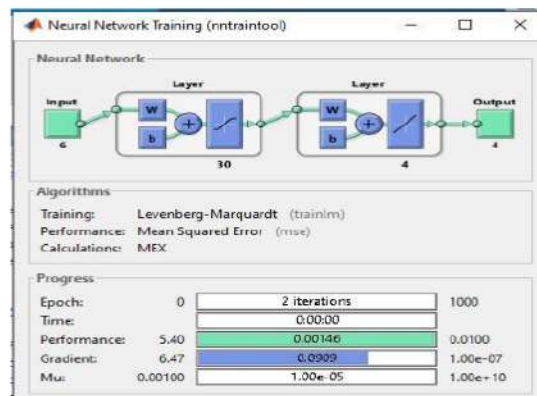 Neural Network Training (nntraintool)
Neural Network
Layer Layer
Input W b + W b + Output
6 30 4 4
Algorithms
Training: Levenberg-Marquardt (trainlm)
Performance: Mean Squared Error (mse)
Calculations: MEX
Progress
Epoch: 0 2 iterations 1000
Time: 0:00:00
Performance: 5.40 0.00146 0.0100
Gradient: 6.47 0.0909 1.00e-07
Mu: 0.00100 1.00e-05 1.00e+10